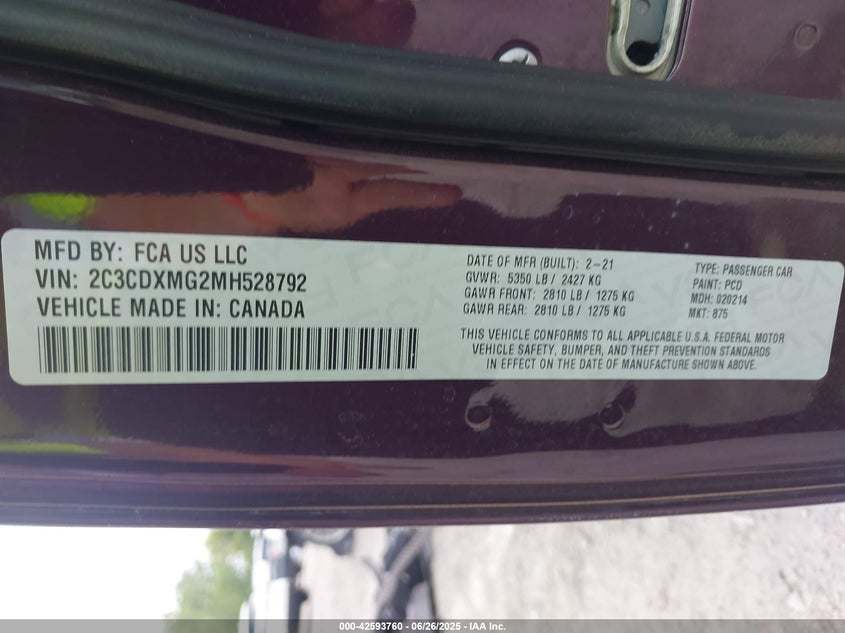 MFD BY: FCA US LLC
VIN: 2C3CDXMG2MH528792
VEHICLE MADE IN: CANADA
DATE OF MFR (BUILT): 2-21
GVWR: 5350 LB / 2427 KG
GAWR FRONT: 2810 LB / 1275 KG
GAWR REAR: 2810 LB / 1275 KG
TYPE: PASSENGER CAR
PAINT: PCD
MDH: 020214
MKT: 875
THIS VEHICLE CONFORMS TO ALL APPLICABLE U.S.A. FEDERAL MOTOR
VEHICLE SAFETY, BUMPER, AND THEFT PREVENTION STANDARDS
IN EFFECT ON THE DATE OF MANUFACTURE SHOWN ABOVE.
000-42593760 - 06/26/2025 - IAA Inc.